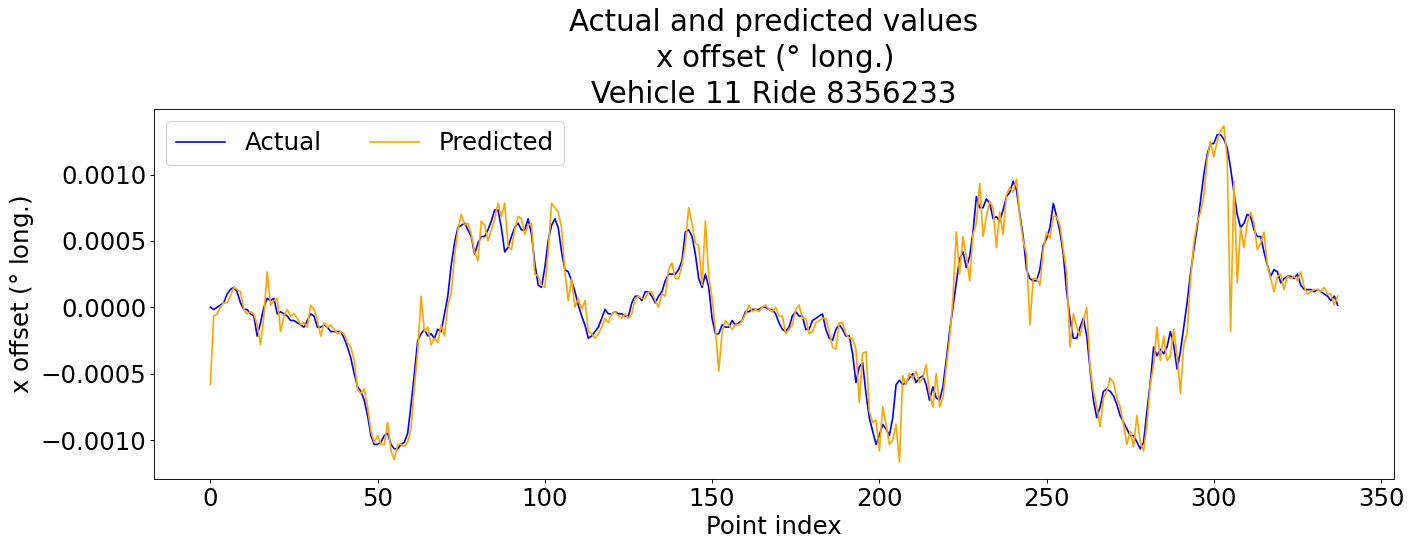 Actual and predicted values
x offset (° long.)
Vehicle 11 Ride 8356233
Actual
Predicted
x offset (° long.)
0.0010
0.0005
0.0000
−0.0005
−0.0010
0 50 100 150 200 250 300 350
Point index